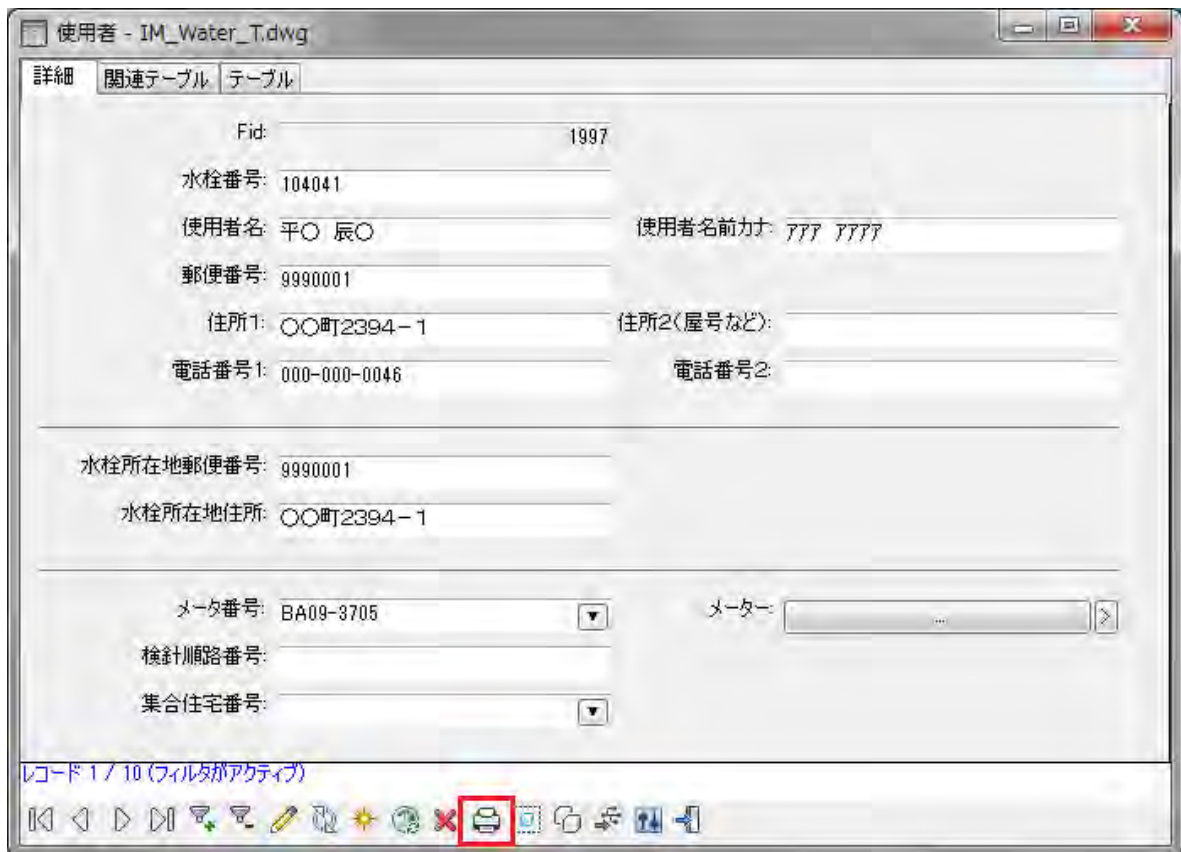 使用者 - IM_Water_T.dwg
詳細 関連テーブル テーブル
Fid: 1997
水栓番号: 104041
使用者名: 平〇 辰〇 使用者名前カナ: ｱｱｱ ｱｱｱｱ
郵便番号: 9990001
住所1: 〇〇町2394-1 住所2(屋号など):
電話番号1: 000-000-0046 電話番号2:
水栓所在地郵便番号: 9990001
水栓所在地住所: 〇〇町2394-1
メータ番号: BA09-3705 メーター: ...
検針順路番号:
集合住宅番号:
レコード 1 / 10 (フィルタがアクティブ)